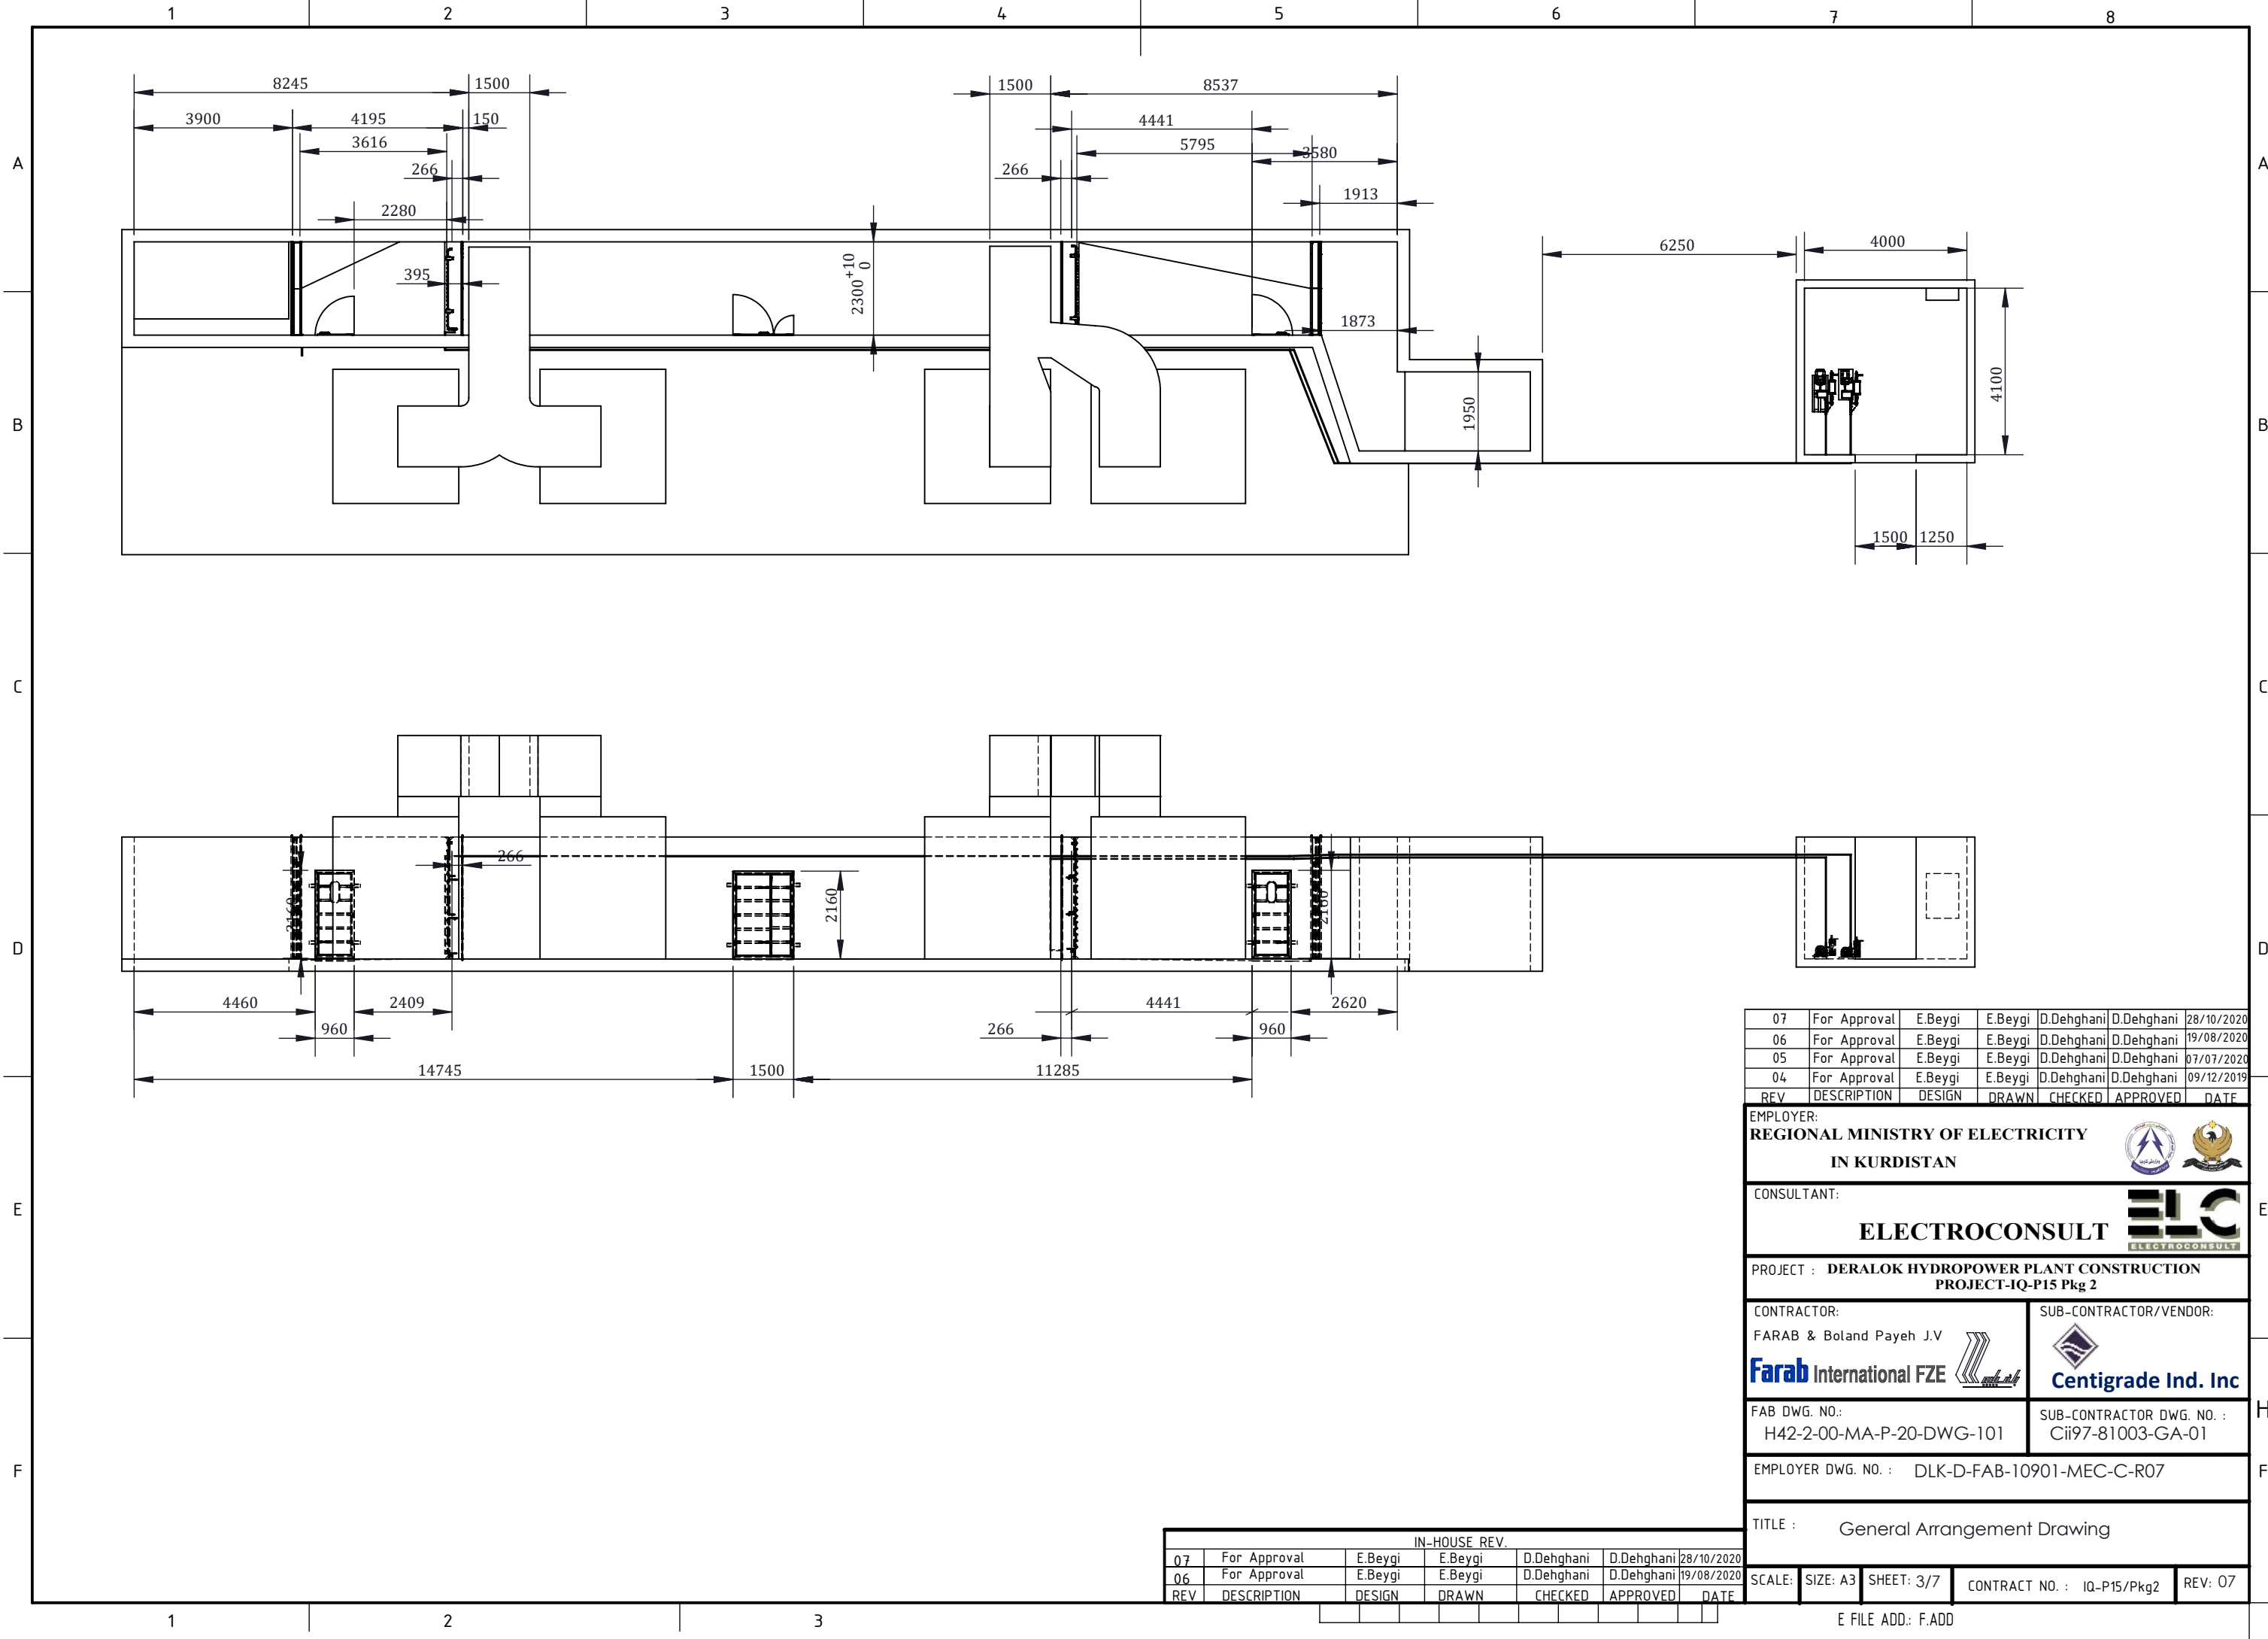 1 2 3 4 5 6 7 8
8245 1500 1500 8537
3900 4195 150 4441
3616 5795 3580
266 266
1913
2280
6250 4000
395
2300 +10 0
1873
A A
B B
1950
4100
1500 1250
C C
266
2160 2160 2160
D D
4460 2409 4441 2620
960 266 960
14745 1500 11285
07 For Approval E.Beygi E.Beygi D.Dehghani D.Dehghani 28/10/2020
06 For Approval E.Beygi E.Beygi D.Dehghani D.Dehghani 19/08/2020
05 For Approval E.Beygi E.Beygi D.Dehghani D.Dehghani 07/07/2020
04 For Approval E.Beygi E.Beygi D.Dehghani D.Dehghani 09/12/2019
REV DESCRIPTION DESIGN DRAWN CHECKED APPROVED DATE
EMPLOYER:
REGIONAL MINISTRY OF ELECTRICITY
IN KURDISTAN
E E
CONSULTANT:
ELECTROCONSULT
ELC
ELECTROCONSULT
PROJECT : DERALOK HYDROPOWER PLANT CONSTRUCTION
PROJECT-IQ-P15 Pkg 2
CONTRACTOR:
FARAB & Boland Payeh J.V
Farab International FZE
SUB-CONTRACTOR/VENDOR:
Centigrade Ind. Inc
FAB DWG. NO.:
H42-2-00-MA-P-20-DWG-101
SUB-CONTRACTOR DWG. NO. :
Cii97-81003-GA-01
H
F F
EMPLOYER DWG. NO. : DLK-D-FAB-10901-MEC-C-R07
TITLE : General Arrangement Drawing
SCALE: SIZE: A3 SHEET: 3/7 CONTRACT NO. : IQ-P15/Pkg2 REV: 07
IN-HOUSE REV.
07 For Approval E.Beygi E.Beygi D.Dehghani D.Dehghani 28/10/2020
06 For Approval E.Beygi E.Beygi D.Dehghani D.Dehghani 19/08/2020
REV DESCRIPTION DESIGN DRAWN CHECKED APPROVED DATE
1 2 3
E FILE ADD.: F.ADD